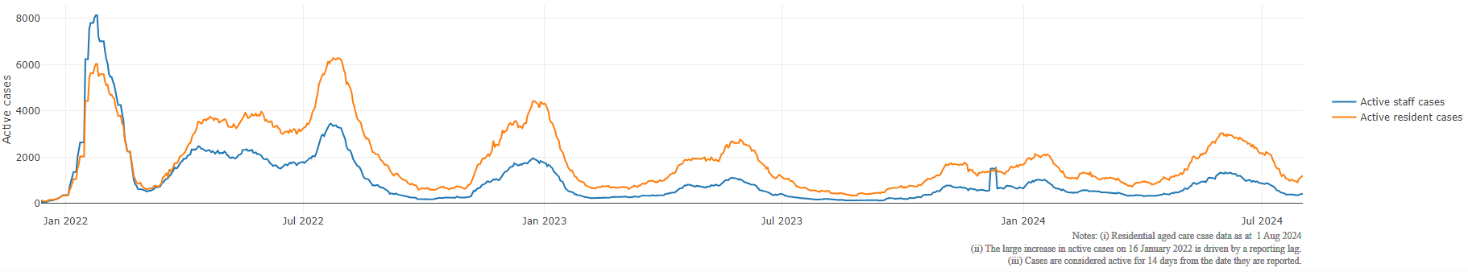 8000
6000
4000
2000
0
Active cases
Jan 2022
Jul 2022
Jan 2023
Jul 2023
Jan 2024
Jul 2024
Active staff cases
Active resident cases
Notes: (i) Residential aged care case data as at 1 Aug 2024
(ii) The large increase in active cases on 16 January 2022 is driven by a reporting lag.
(iii) Cases are considered active for 14 days from the date they are reported.